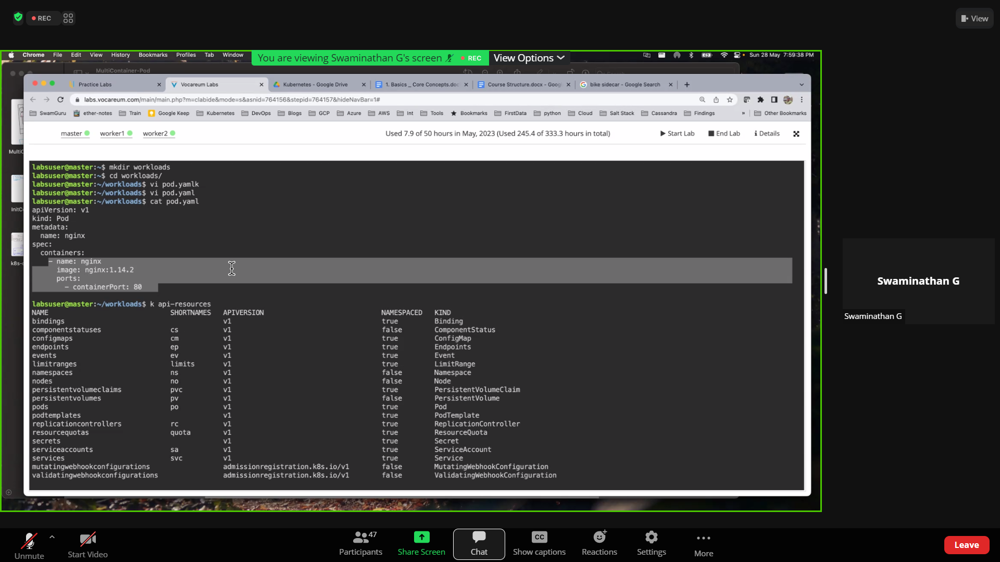 REC
View
Chrome File Edit View History Bookmarks Profiles Tab Window
You are viewing Swaminathan G's screen REC View Options
Sun 28 May 7:59:38 PM
MultiContainer-Pod
Practice Labs
Vocareum Labs
Kubernetes - Google Drive
1. Basics _ Core Concepts.doc
Course Structure.docx - Goog
bike sidecar - Google Search
labs.vocareum.com/main/main.php?m=clabide&mode=s&asnid=764156&stepid=764157&hideNavBar=1#
SwamGuru ether-notes Train Google Keep Kubernetes DevOps Blogs GCP Azure AWS Int Tools Bookmarks FirstData python Cloud Salt Stack Cassandra Findings » Other Bookmarks
master worker1 worker2
Used 7.9 of 50 hours in May, 2023 (Used 245.4 of 333.3 hours in total)
Start Lab End Lab Details
MultiC
InitC
k8s-
labsuser@master:~$ mkdir workloads
labsuser@master:~$ cd workloads/
labsuser@master:~/workloads$ vi pod.yamlk
labsuser@master:~/workloads$ vi pod.yaml
labsuser@master:~/workloads$ cat pod.yaml
apiVersion: v1
kind: Pod
metadata:
  name: nginx
spec:
  containers:
    - name: nginx
      image: nginx:1.14.2
      ports:
        - containerPort: 80
labsuser@master:~/workloads$ k api-resources
NAME SHORTNAMES APIVERSION NAMESPACED KIND
bindings v1 true Binding
componentstatuses cs v1 false ComponentStatus
configmaps cm v1 true ConfigMap
endpoints ep v1 true Endpoints
events ev v1 true Event
limitranges limits v1 true LimitRange
namespaces ns v1 false Namespace
nodes no v1 false Node
persistentvolumeclaims pvc v1 true PersistentVolumeClaim
persistentvolumes pv v1 false PersistentVolume
pods po v1 true Pod
podtemplates v1 true PodTemplate
replicationcontrollers rc v1 true ReplicationController
resourcequotas quota v1 true ResourceQuota
secrets v1 true Secret
serviceaccounts sa v1 true ServiceAccount
services svc v1 true Service
mutatingwebhookconfigurations admissionregistration.k8s.io/v1 false MutatingWebhookConfiguration
validatingwebhookconfigurations admissionregistration.k8s.io/v1 false ValidatingWebhookConfiguration
Swaminathan G
Swaminathan G
Unmute
Start Video
47
Participants
Share Screen
Chat
CC
Show captions
Reactions
Settings
More
Leave